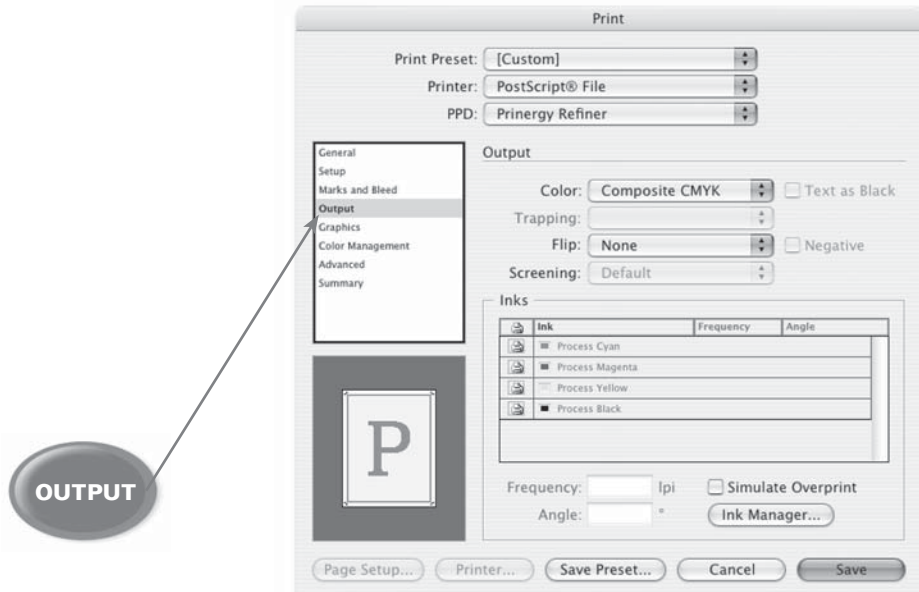 Print
Print Preset: [Custom]
Printer: PostScript® File
PPD: Prinergy Refiner
General
Setup
Marks and Bleed
Output
Graphics
Color Management
Advanced
Summary
Output
Color: Composite CMYK Text as Black
Trapping:
Flip: None Negative
Screening: Default
Inks
Ink Frequency Angle
Process Cyan
Process Magenta
Process Yellow
Process Black
P
Frequency: lpi Simulate Overprint
Angle: ° Ink Manager...
OUTPUT
Page Setup... Printer... Save Preset... Cancel Save